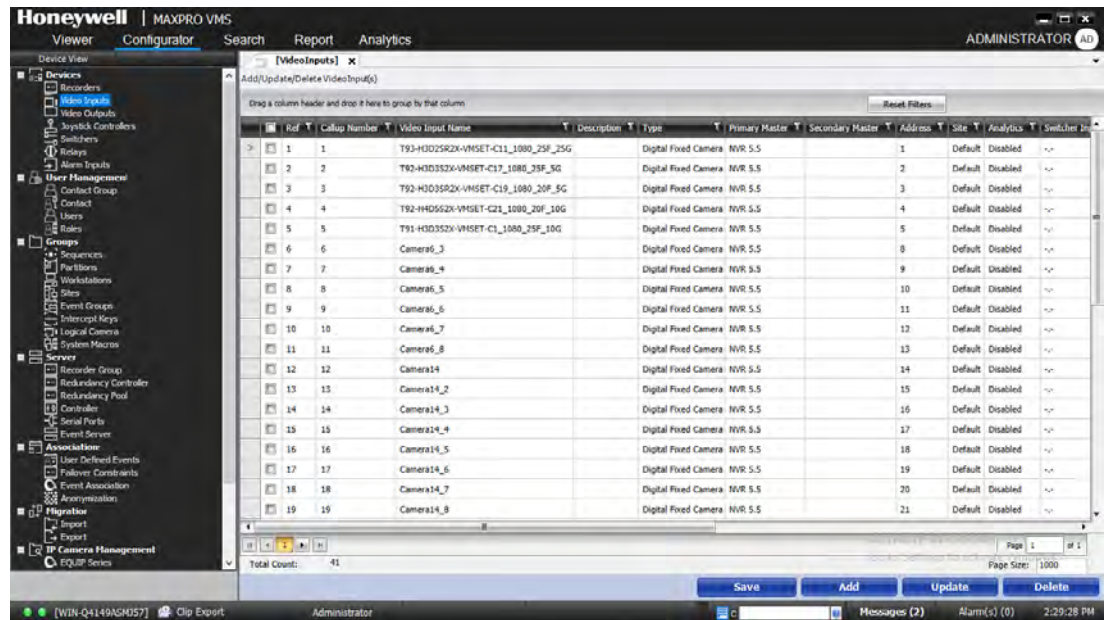 Honeywell | MAXPRO VMS
Viewer Configurator Search Report Analytics ADMINISTRATOR AD
Device View
Devices
Recorders
Video Inputs
Video Outputs
Joystick Controllers
Switchers
Relays
Alarm Inputs
User Management
Contact Group
Contact
Users
Roles
Groups
Sequences
Partitions
Workstations
Sites
Event Groups
Intercept Keys
Logical Camera
System Macros
Server
Recorder Group
Redundancy Controller
Redundancy Pool
Controller
Serial Ports
Event Server
Association
User Defined Events
Failover Constraints
Event Association
Anonymization
Migration
Import
Export
IP Camera Management
EQUIP Series
[VideoInputs] x
Add/Update/Delete VideoInput(s)
Drag a column header and drop it here to group by that column Reset Filters
Ref Callup Number Video Input Name Description Type Primary Master Secondary Master Address Site Analytics Switcher In
1 1 T93-H3D2SR2X-VMSET-C11_1080_25F_25G Digital Fixed Camera NVR 5.5 1 Default Disabled -,-
2 2 T92-H3D3S2X-VMSET-C17_1080_25F_5G Digital Fixed Camera NVR 5.5 2 Default Disabled -,-
3 3 T92-H3D3SR2X-VMSET-C19_1080_20F_5G Digital Fixed Camera NVR 5.5 3 Default Disabled -,-
4 4 T92-H4D5S2X-VMSET-C21_1080_20F_10G Digital Fixed Camera NVR 5.5 4 Default Disabled -,-
5 5 T91-H3D3S2X-VMSET-C1_1080_25F_10G Digital Fixed Camera NVR 5.5 5 Default Disabled -,-
6 6 Camera6_3 Digital Fixed Camera NVR 5.5 8 Default Disabled -,-
7 7 Camera6_4 Digital Fixed Camera NVR 5.5 9 Default Disabled -,-
8 8 Camera6_5 Digital Fixed Camera NVR 5.5 10 Default Disabled -,-
9 9 Camera6_6 Digital Fixed Camera NVR 5.5 11 Default Disabled -,-
10 10 Camera6_7 Digital Fixed Camera NVR 5.5 12 Default Disabled -,-
11 11 Camera6_8 Digital Fixed Camera NVR 5.5 13 Default Disabled -,-
12 12 Camera14 Digital Fixed Camera NVR 5.5 14 Default Disabled -,-
13 13 Camera14_2 Digital Fixed Camera NVR 5.5 15 Default Disabled -,-
14 14 Camera14_3 Digital Fixed Camera NVR 5.5 16 Default Disabled -,-
15 15 Camera14_4 Digital Fixed Camera NVR 5.5 17 Default Disabled -,-
16 16 Camera14_5 Digital Fixed Camera NVR 5.5 18 Default Disabled -,-
17 17 Camera14_6 Digital Fixed Camera NVR 5.5 19 Default Disabled -,-
18 18 Camera14_7 Digital Fixed Camera NVR 5.5 20 Default Disabled -,-
19 19 Camera14_8 Digital Fixed Camera NVR 5.5 21 Default Disabled -,-
1 Page 1 of 1
Total Count: 41 Page Size: 1000
Save Add Update Delete
[WIN-Q4149ASMJ57] Clip Export Administrator C Messages (2) Alarm(s) (0) 2:29:28 PM